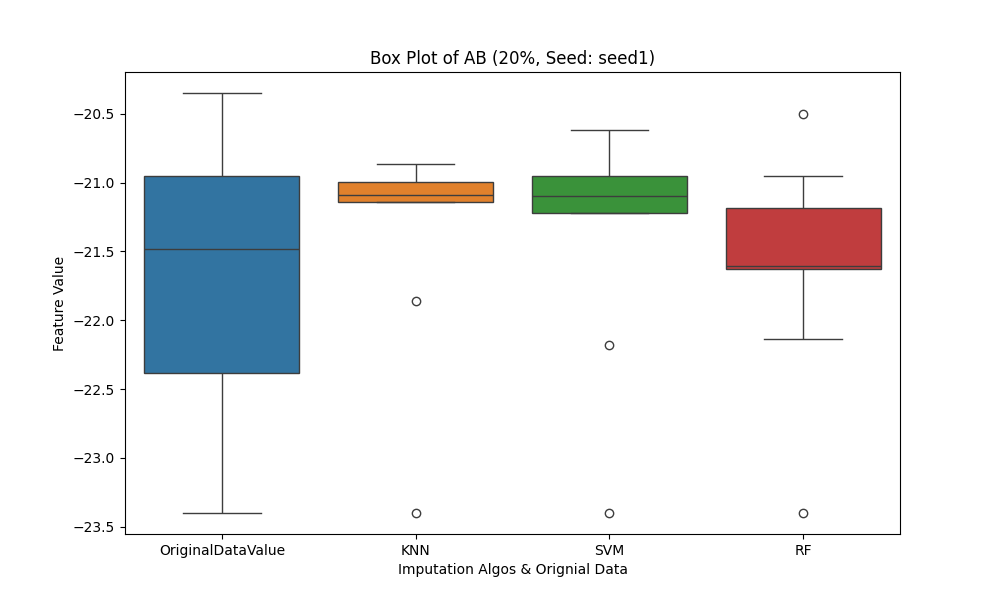 Box Plot of AB (20%, Seed: seed1)
Feature Value
−20.5
−21.0
−21.5
−22.0
−22.5
−23.0
−23.5
OriginalDataValue
KNN
SVM
RF
Imputation Algos & Orignial Data